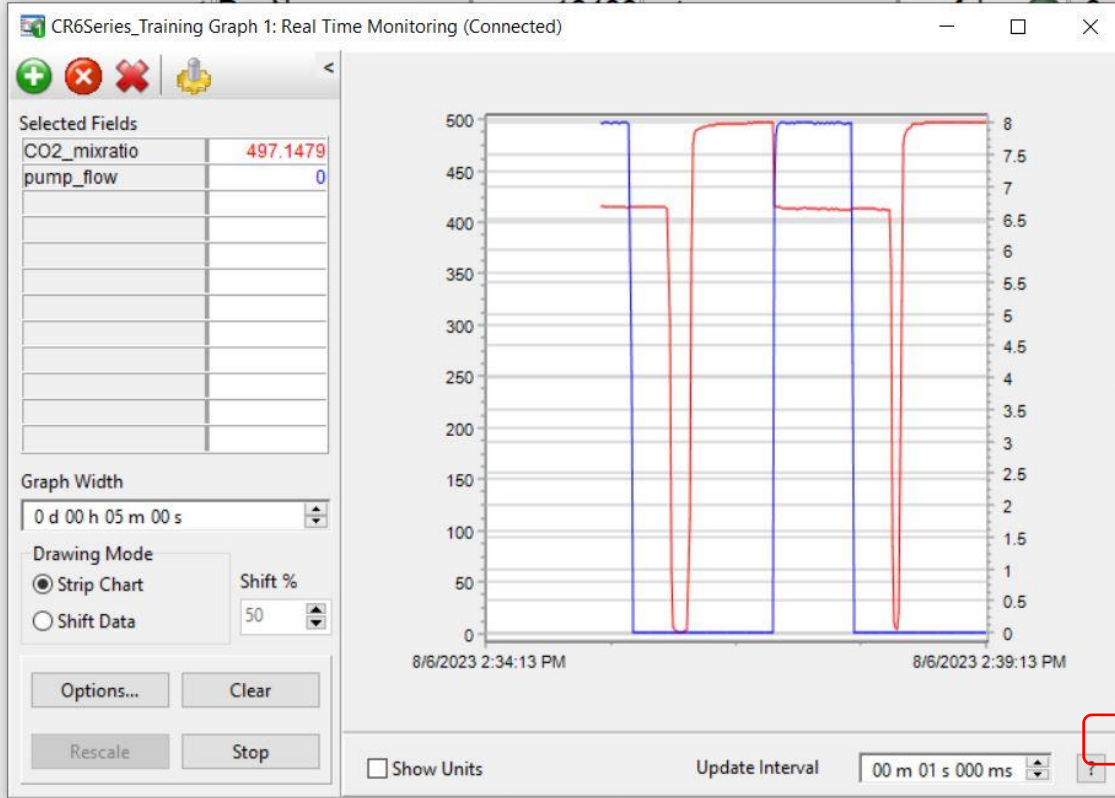 CR6Series_Training Graph 1: Real Time Monitoring (Connected)
<
Selected Fields
CO2_mixratio 497.1479
pump_flow 0
Graph Width
0 d 00 h 05 m 00 s
Drawing Mode
Strip Chart
Shift Data
Shift %
50
Options...
Clear
Rescale
Stop
500
450
400
350
300
250
200
150
100
50
0
8
7.5
7
6.5
6
5.5
5
4.5
4
3.5
3
2.5
2
1.5
1
0.5
0
8/6/2023 2:34:13 PM
8/6/2023 2:39:13 PM
Show Units
Update Interval
00 m 01 s 000 ms
?